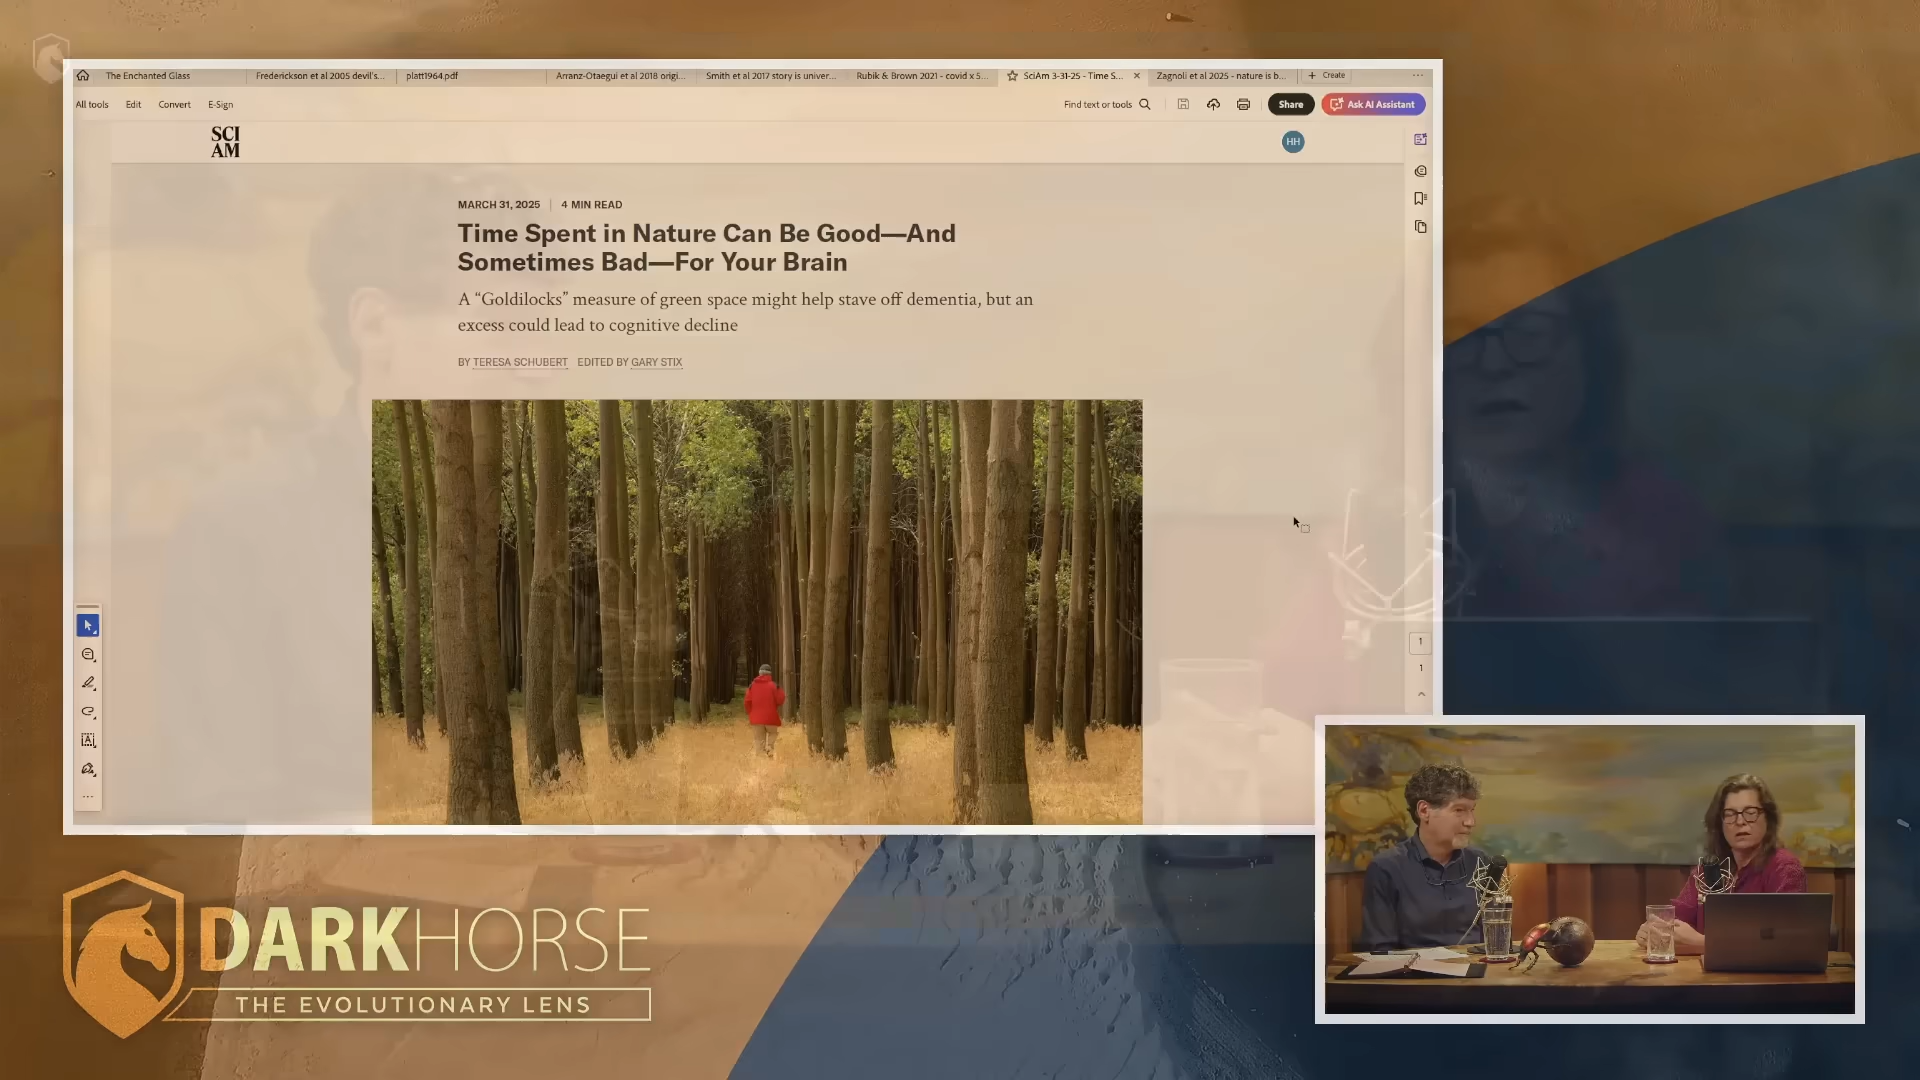 The Enchanted Glass
Frederickson et al 2005 devil's...
platt1964.pdf
Arranz-Otaegui et al 2018 origi...
Smith et al 2017 story is univer...
Rubik & Brown 2021 - covid x 5...
SciAm 3-31-25 - Time S...
Zagnoli et al 2025 - nature is b...
+ Create
All tools
Edit
Convert
E-Sign
Find text or tools
Share
Ask AI Assistant
SCI
AM
HH
MARCH 31, 2025 | 4 MIN READ
Time Spent in Nature Can Be Good—And
Sometimes Bad—For Your Brain
A “Goldilocks” measure of green space might help stave off dementia, but an
excess could lead to cognitive decline
BY TERESA SCHUBERT EDITED BY GARY STIX
1
1
DARKHORSE
THE EVOLUTIONARY LENS